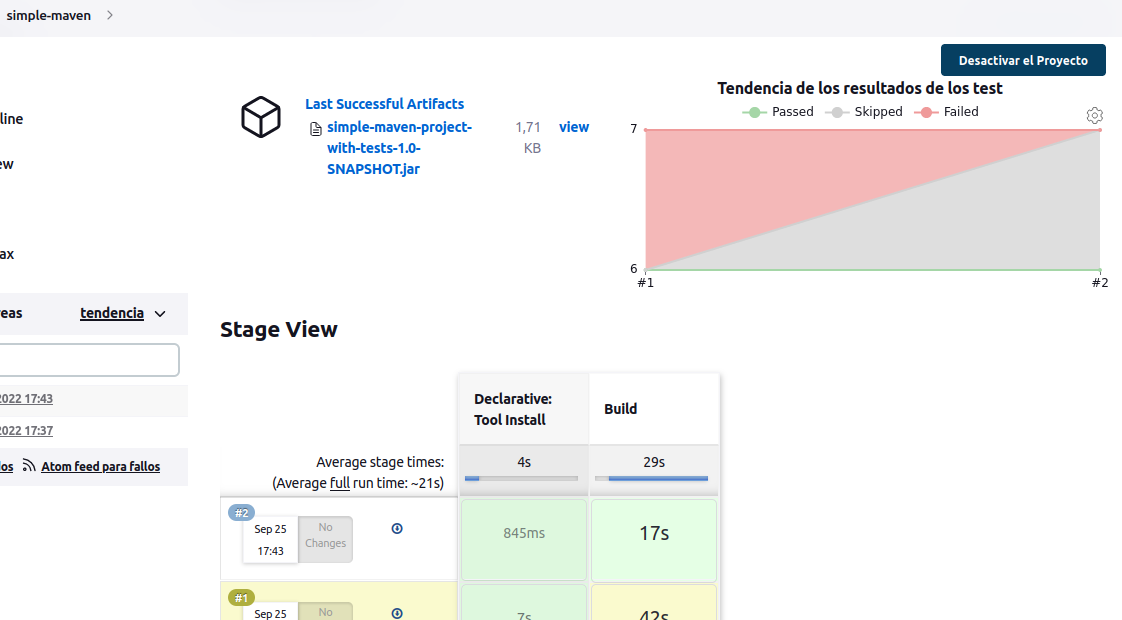 simple-maven
Desactivar el Proyecto
Last Successful Artifacts
simple-maven-project-
with-tests-1.0-
SNAPSHOT.jar
1,71
KB
view
Tendencia de los resultados de los test
Passed Skipped Failed
7
6
#1
#2
line
ew
ax
eas
tendencia
2022 17:43
2022 17:37
os
Atom feed para fallos
Stage View
Declarative:
Tool Install
Build
Average stage times:
(Average full run time: ~21s)
4s
29s
#2
Sep 25
17:43
No
Changes
845ms
17s
#1
Sep 25
No
7s
42s